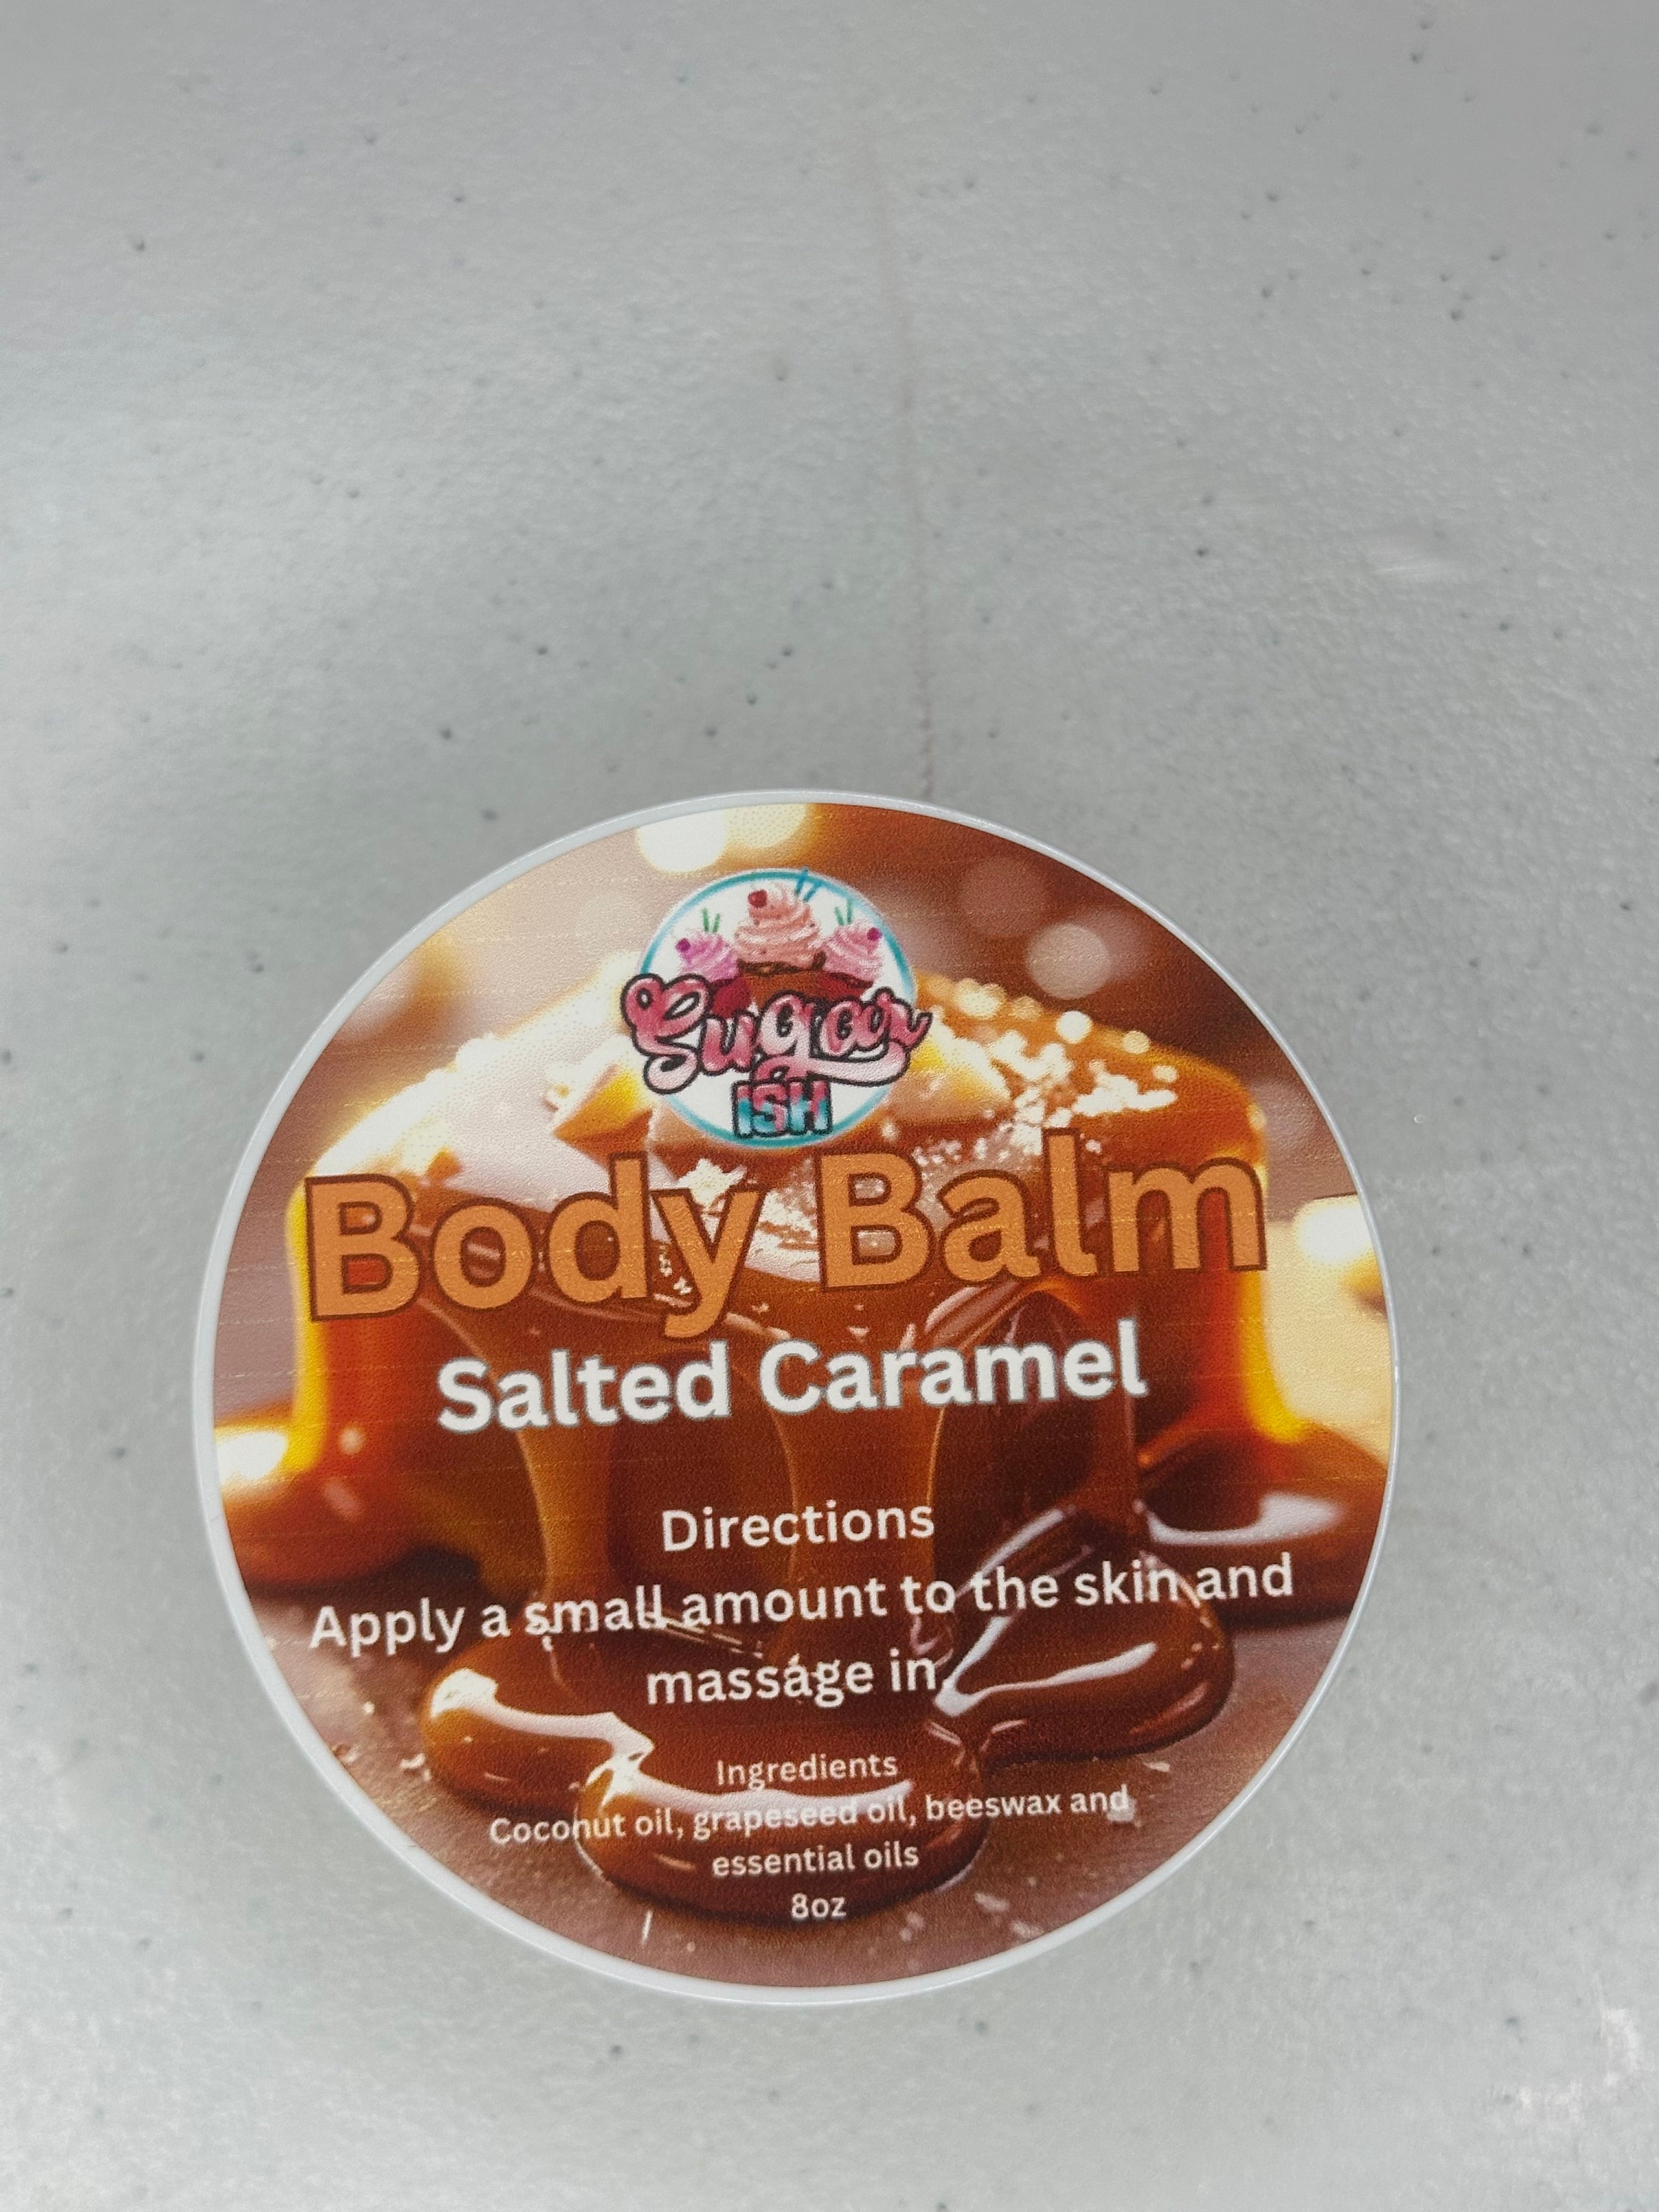 Sugar
ISH
Body Balm
Salted Caramel
Directions
Apply a small amount to the skin and
massage in.
Ingredients
Coconut oil, grapeseed oil, beeswax and
essential oils
8oz